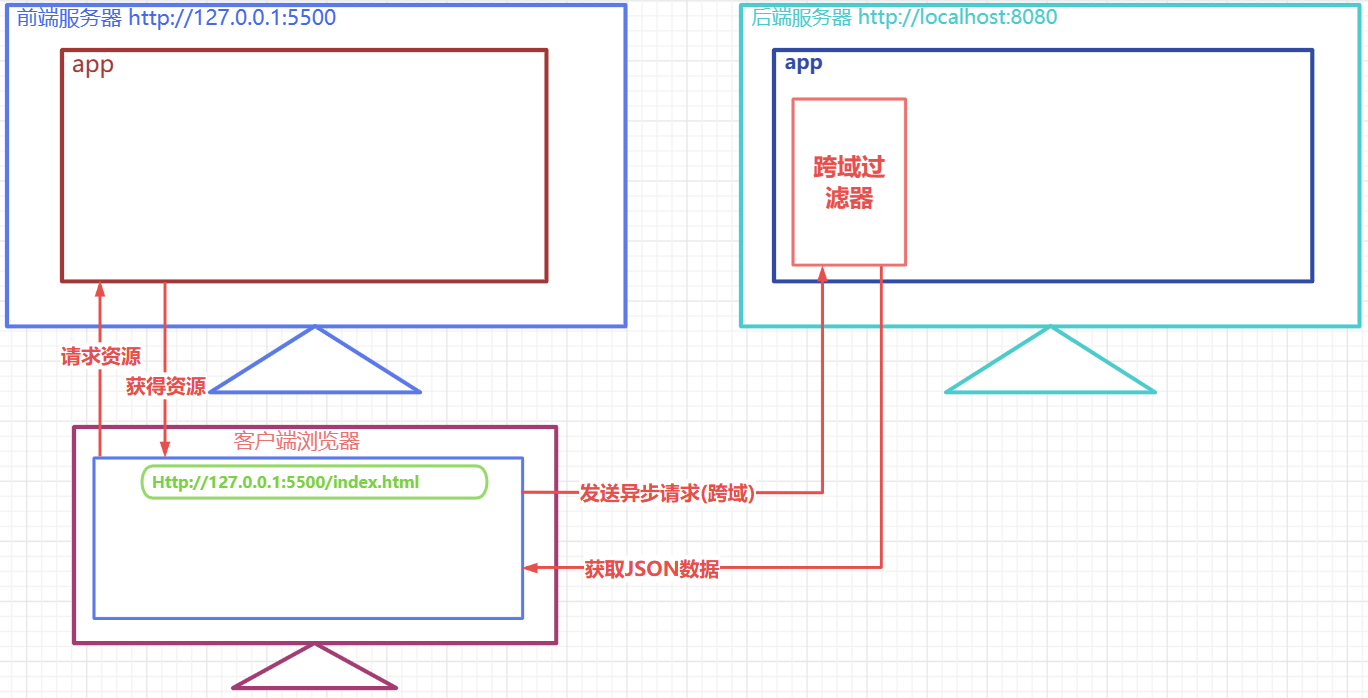 前端服务器 http://127.0.0.1:5500
app
后端服务器 http://localhost:8080
app
跨域过
滤器
请求资源
获得资源
客户端浏览器
Http://127.0.0.1:5500/index.html
发送异步请求(跨域)
获取JSON数据